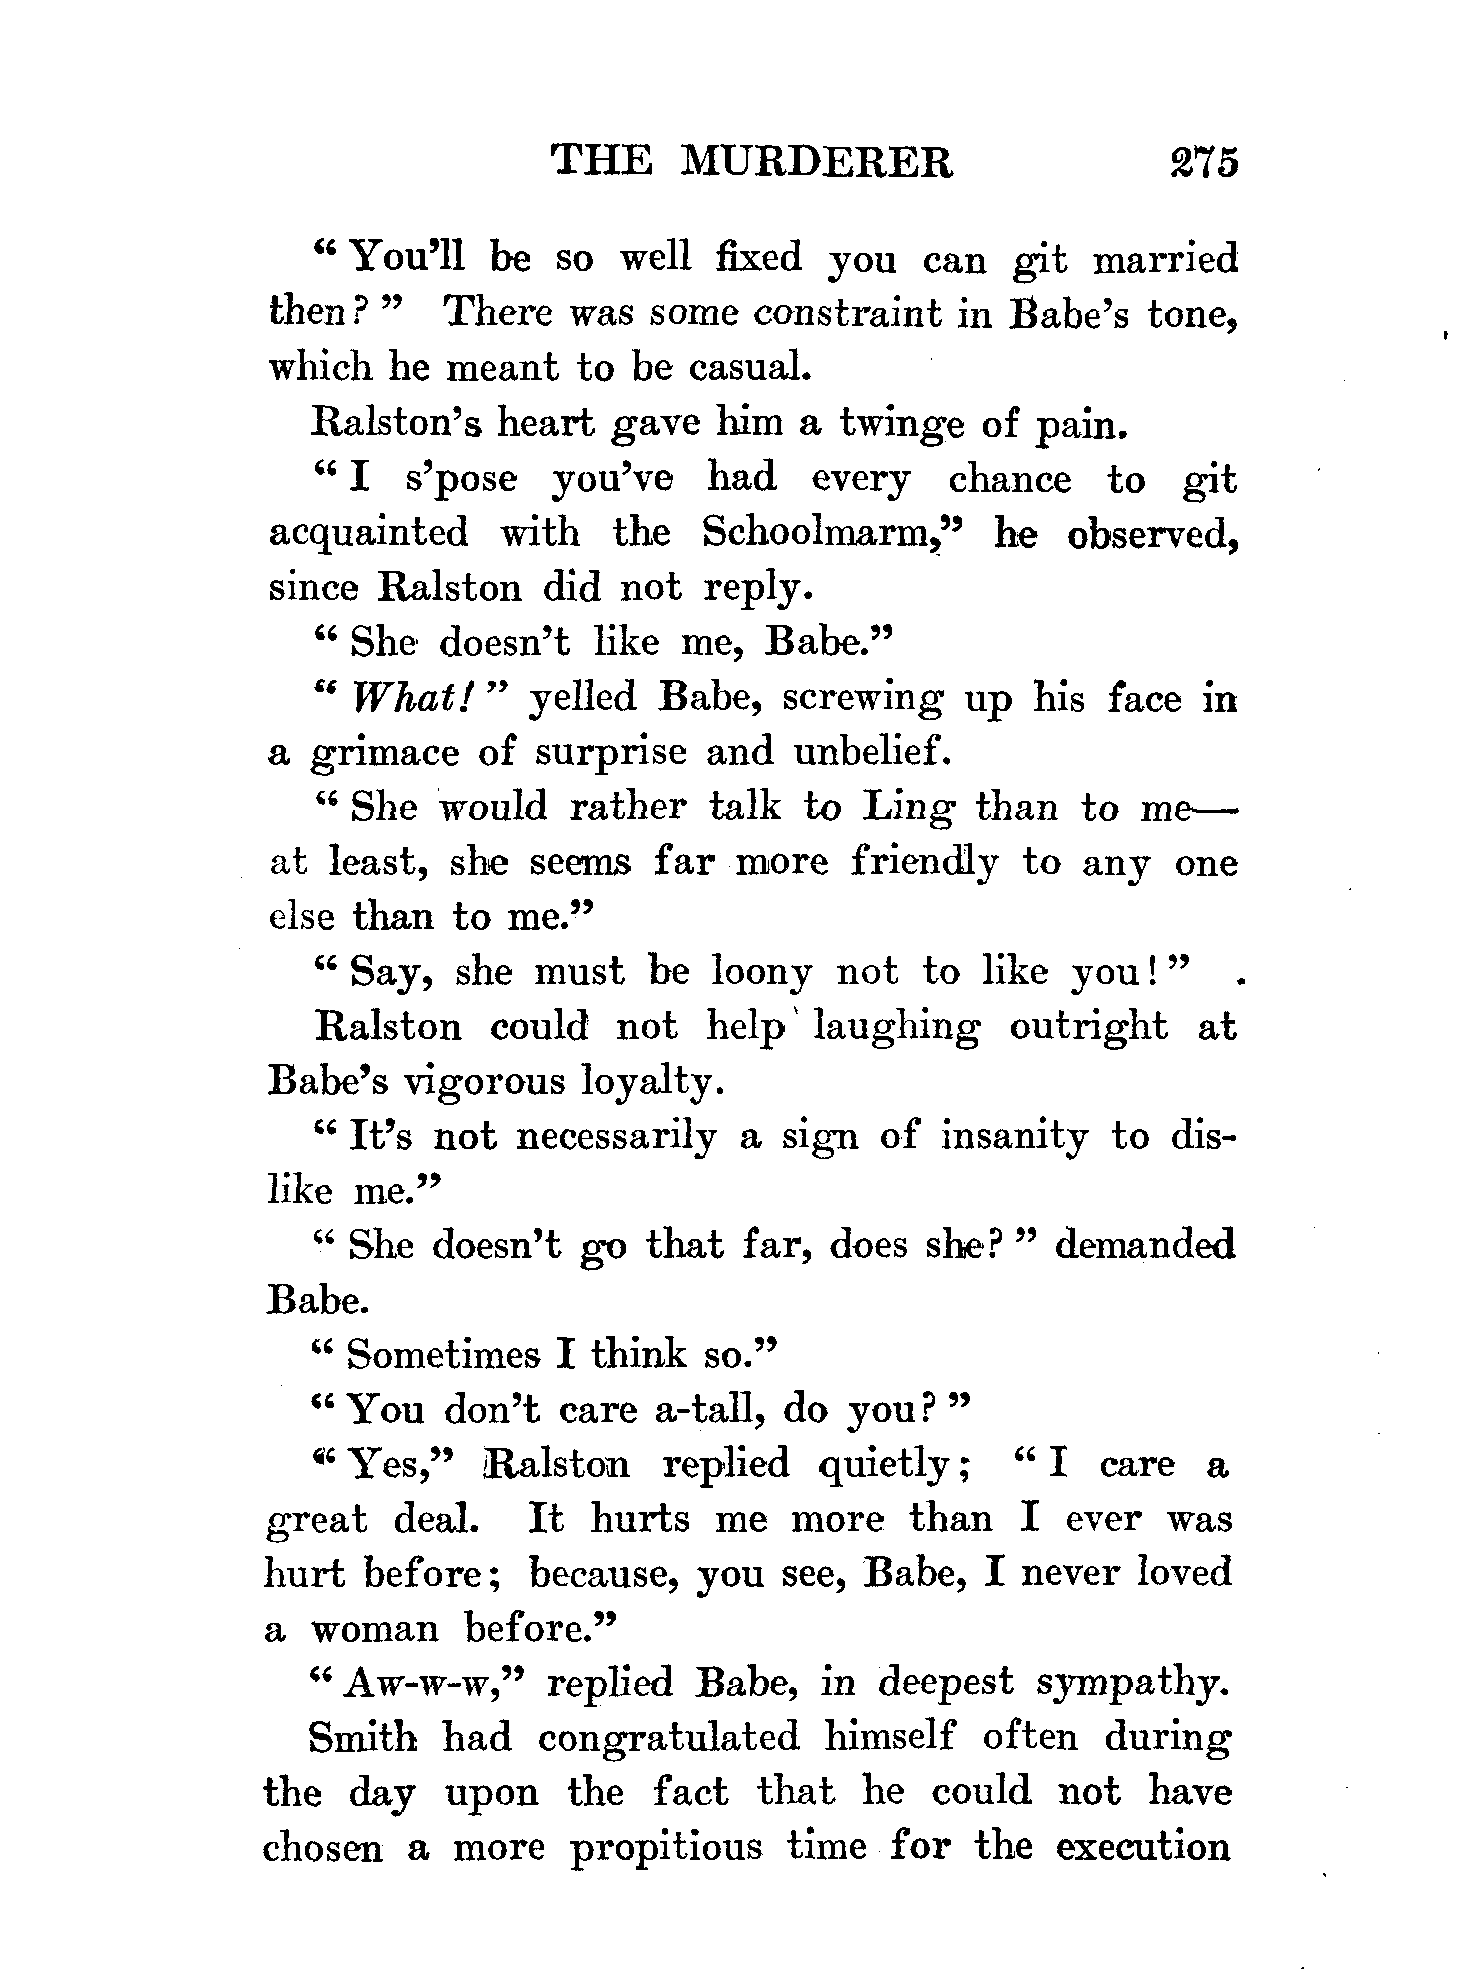 THE MURDERER 275
“ You’ll be so well fixed you can git married
then? ” There was some constraint in Babe’s tone,
which he meant to be casual.
Ralston’s heart gave him a twinge of pain.
“ I s’pose you’ve had every chance to git
acquainted with the Schoolmarm,” he observed,
since Ralston did not reply.
“ She doesn’t like me, Babe.”
“ What! ” yelled Babe, screwing up his face in
a grimace of surprise and unbelief.
“ She would rather talk to Ling than to me—
at least, she seems far more friendly to any one
else than to me.”
“ Say, she must be loony not to like you! ”
Ralston could not help laughing outright at
Babe’s vigorous loyalty.
“ It’s not necessarily a sign of insanity to dis-
like me.”
“ She doesn’t go that far, does she? ” demanded
Babe.
“ Sometimes I think so.”
“ You don’t care a-tall, do you? ”
“ Yes,” Ralston replied quietly; “ I care a
great deal. It hurts me more than I ever was
hurt before; because, you see, Babe, I never loved
a woman before.”
“ Aw-w-w,” replied Babe, in deepest sympathy.
Smith had congratulated himself often during
the day upon the fact that he could not have
chosen a more propitious time for the execution